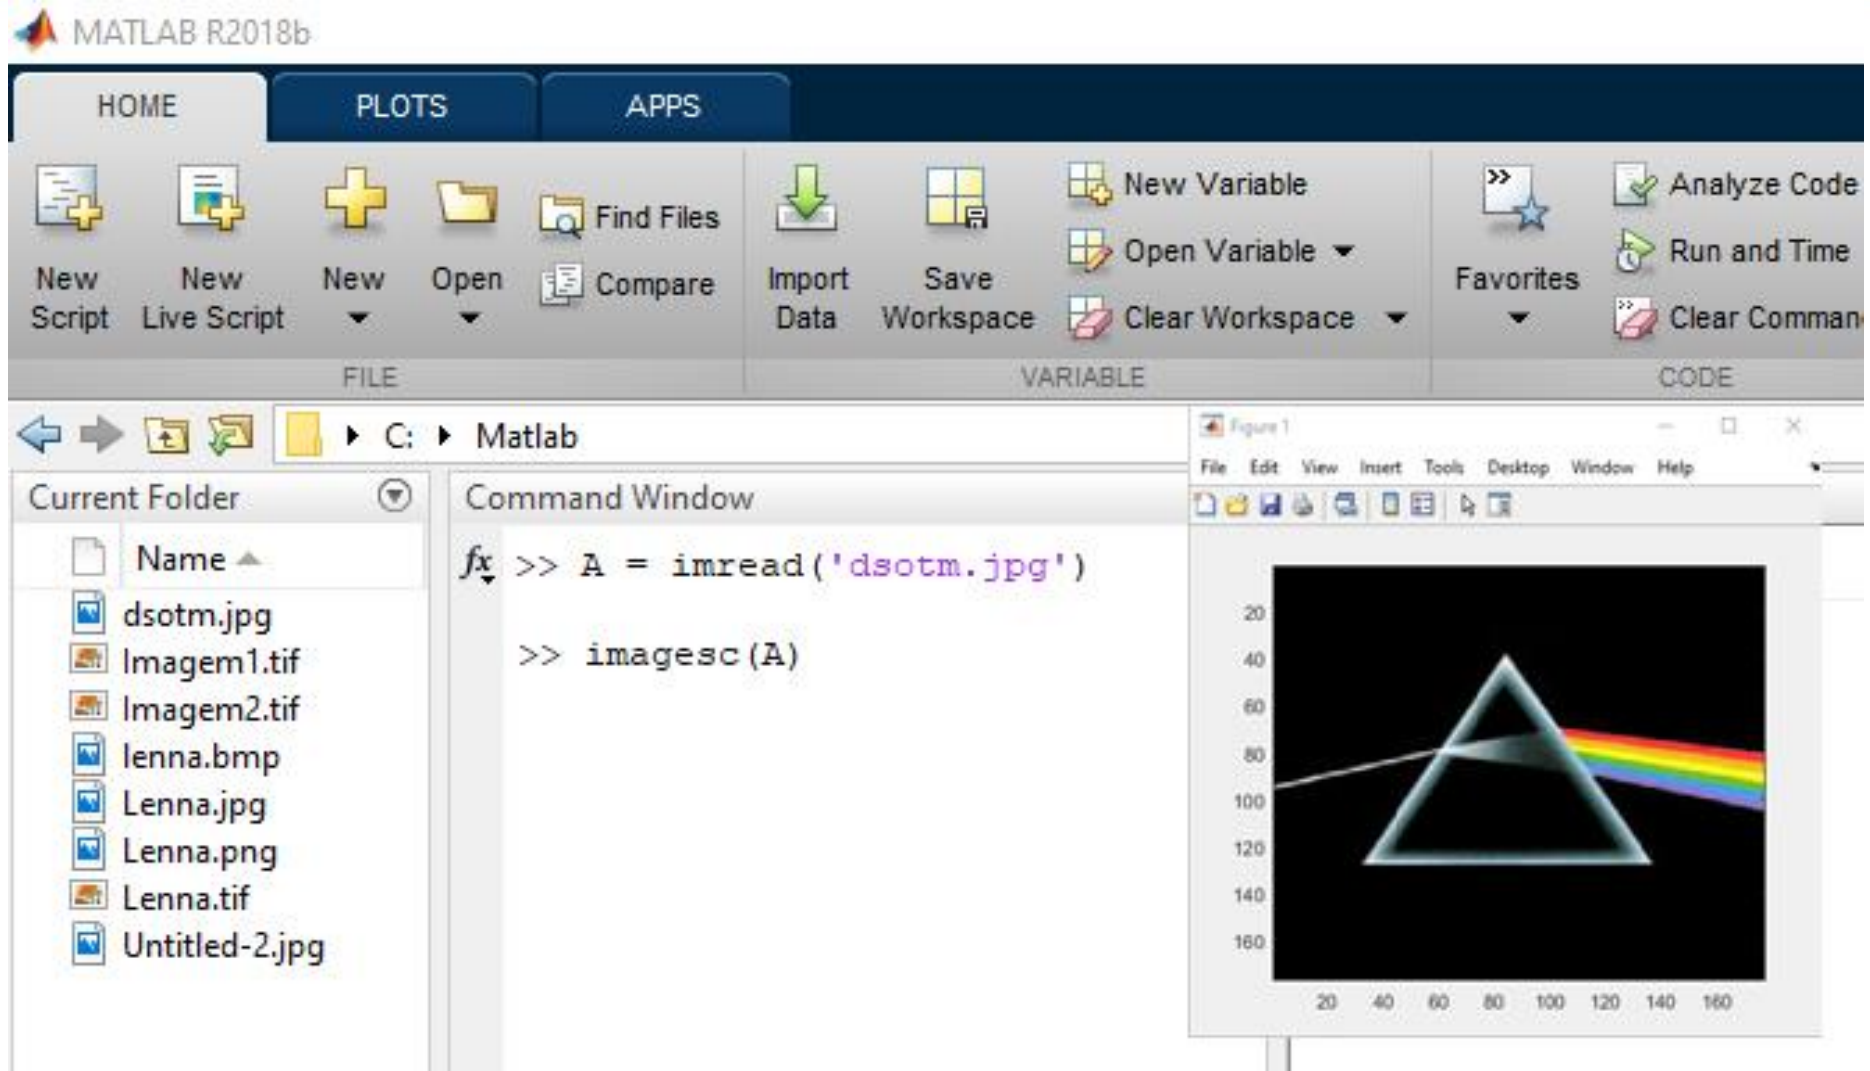 MATLAB R2018b
HOME PLOTS APPS
New Script
New Live Script
New
Open
Find Files
Compare
FILE
Import Data
Save Workspace
New Variable
Open Variable
Clear Workspace
VARIABLE
Favorites
Analyze Code
Run and Time
Clear Comman
CODE
C: Matlab
Current Folder
Name
dsotm.jpg
Imagem1.tif
Imagem2.tif
lenna.bmp
Lenna.jpg
Lenna.png
Lenna.tif
Untitled-2.jpg
Command Window
fx >> A = imread('dsotm.jpg')
>> imagesc(A)
Figure 1
File Edit View Insert Tools Desktop Window Help
20
40
60
80
100
120
140
160
20 40 60 80 100 120 140 160